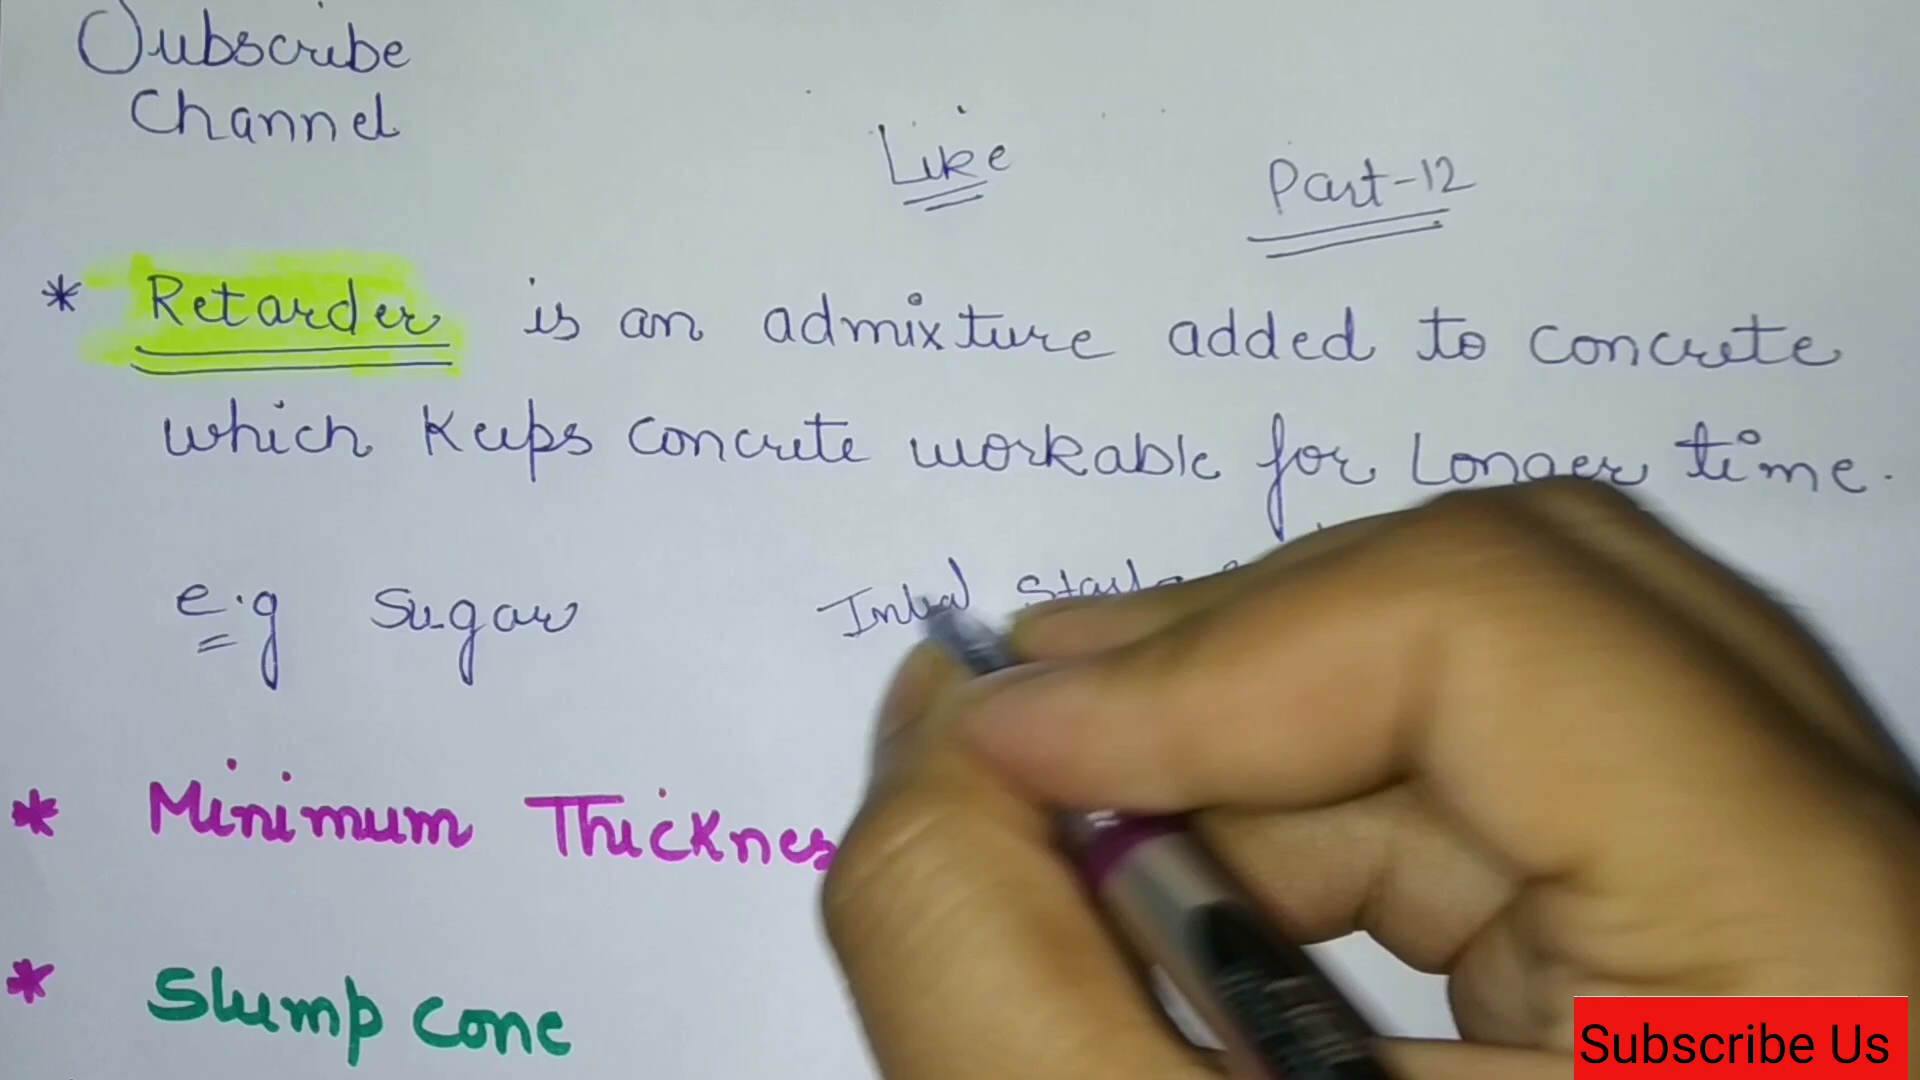 Subscribe
Channel
Like
Part-12
* Retarder is an admixture added to concrete
which keeps concrete workable for Longer time.
e.g Sugar
* Minimum Thickness
* Slump cone
Subscribe Us